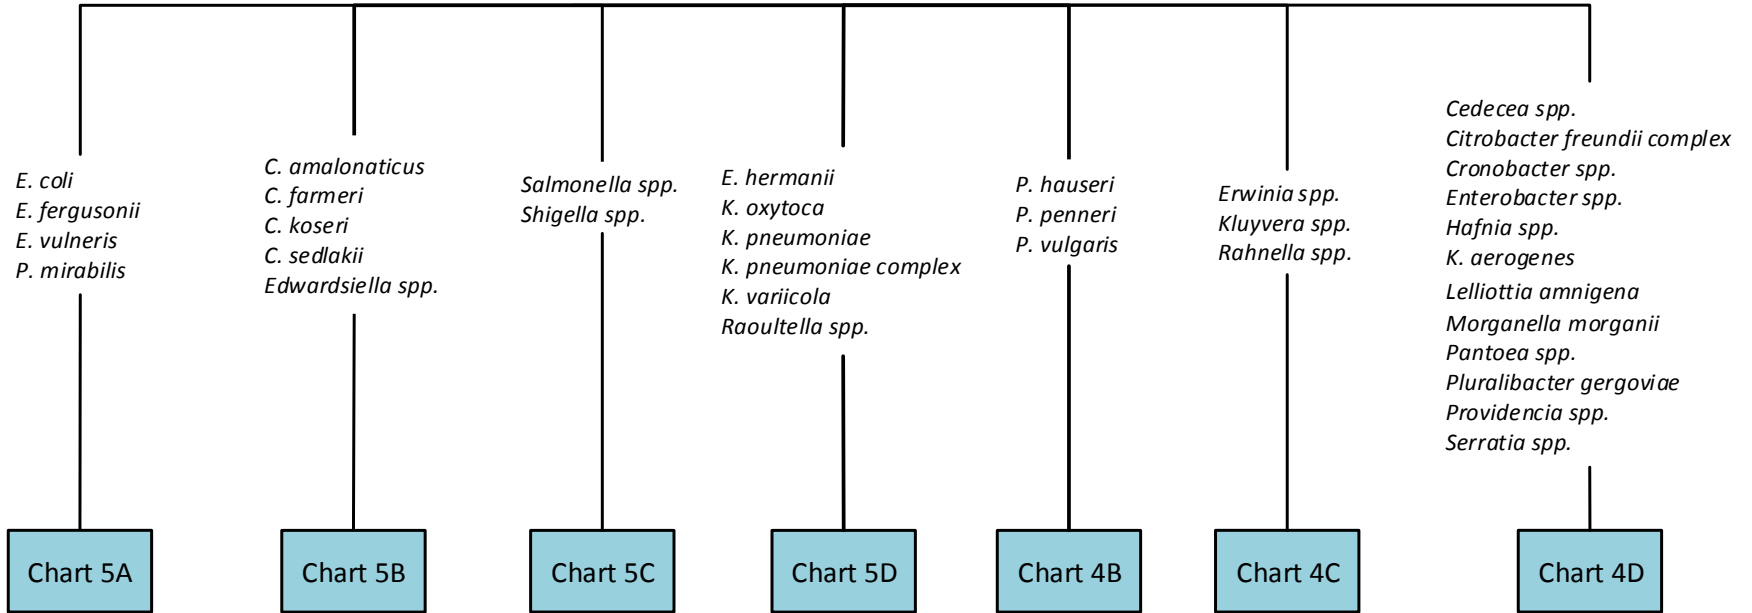 E. coli
E. fergusonii
E. vulneris
P. mirabilis
C. amalonaticus
C. farmeri
C. koseri
C. sedlakii
Edwardsiella spp.
Salmonella spp.
Shigella spp.
E. hermanii
K. oxytoca
K. pneumoniae
K. pneumoniae complex
K. variicola
Raoultella spp.
P. hauseri
P. penneri
P. vulgaris
Erwinia spp.
Kluyvera spp.
Rahnella spp.
Cedecea spp.
Citrobacter freundii complex
Cronobacter spp.
Enterobacter spp.
Hafnia spp.
K. aerogenes
Lelliottia amnigena
Morganella morganii
Pantoea spp.
Pluralibacter gergoviae
Providencia spp.
Serratia spp.
Chart 5A
Chart 5B
Chart 5C
Chart 5D
Chart 4B
Chart 4C
Chart 4D